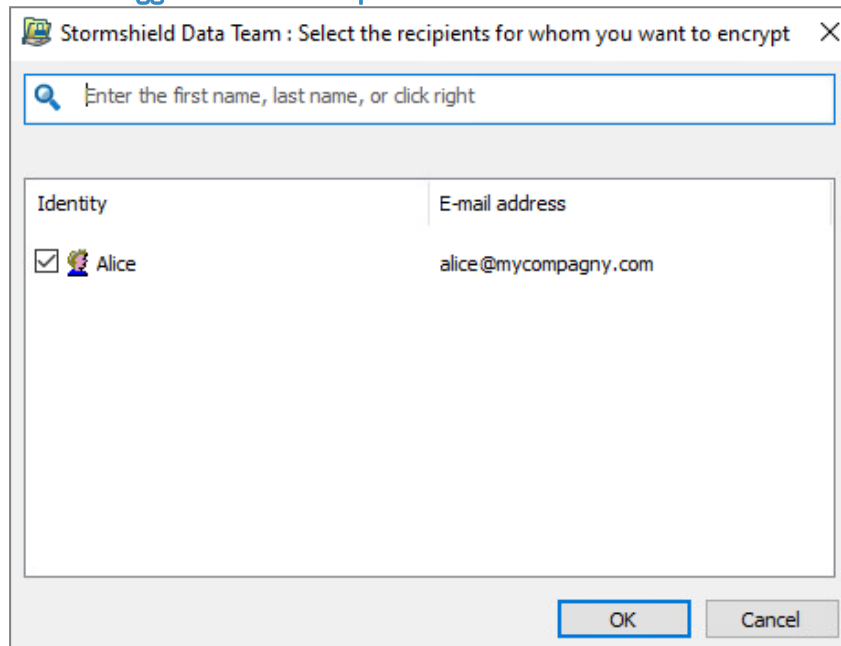 Stormshield Data Team : Select the recipients for whom you want to encrypt
Enter the first name, last name, or click right
Identity E-mail address
Alice alice@mycompagny.com
OK Cancel